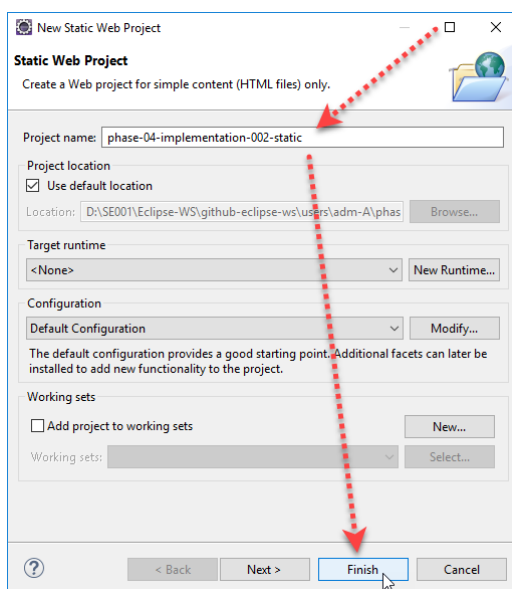 New Static Web Project
Static Web Project
Create a Web project for simple content (HTML files) only.
Project name: phase-04-implementation-002-static
Project location
Use default location
Location: D:\SE001\Eclipse-WS\github-eclipse-ws\users\adm-A\phas Browse...
Target runtime
<None> New Runtime...
Configuration
Default Configuration Modify...
The default configuration provides a good starting point. Additional facets can later be
installed to add new functionality to the project.
Working sets
Add project to working sets New...
Working sets: Select...
? < Back Next > Finish Cancel